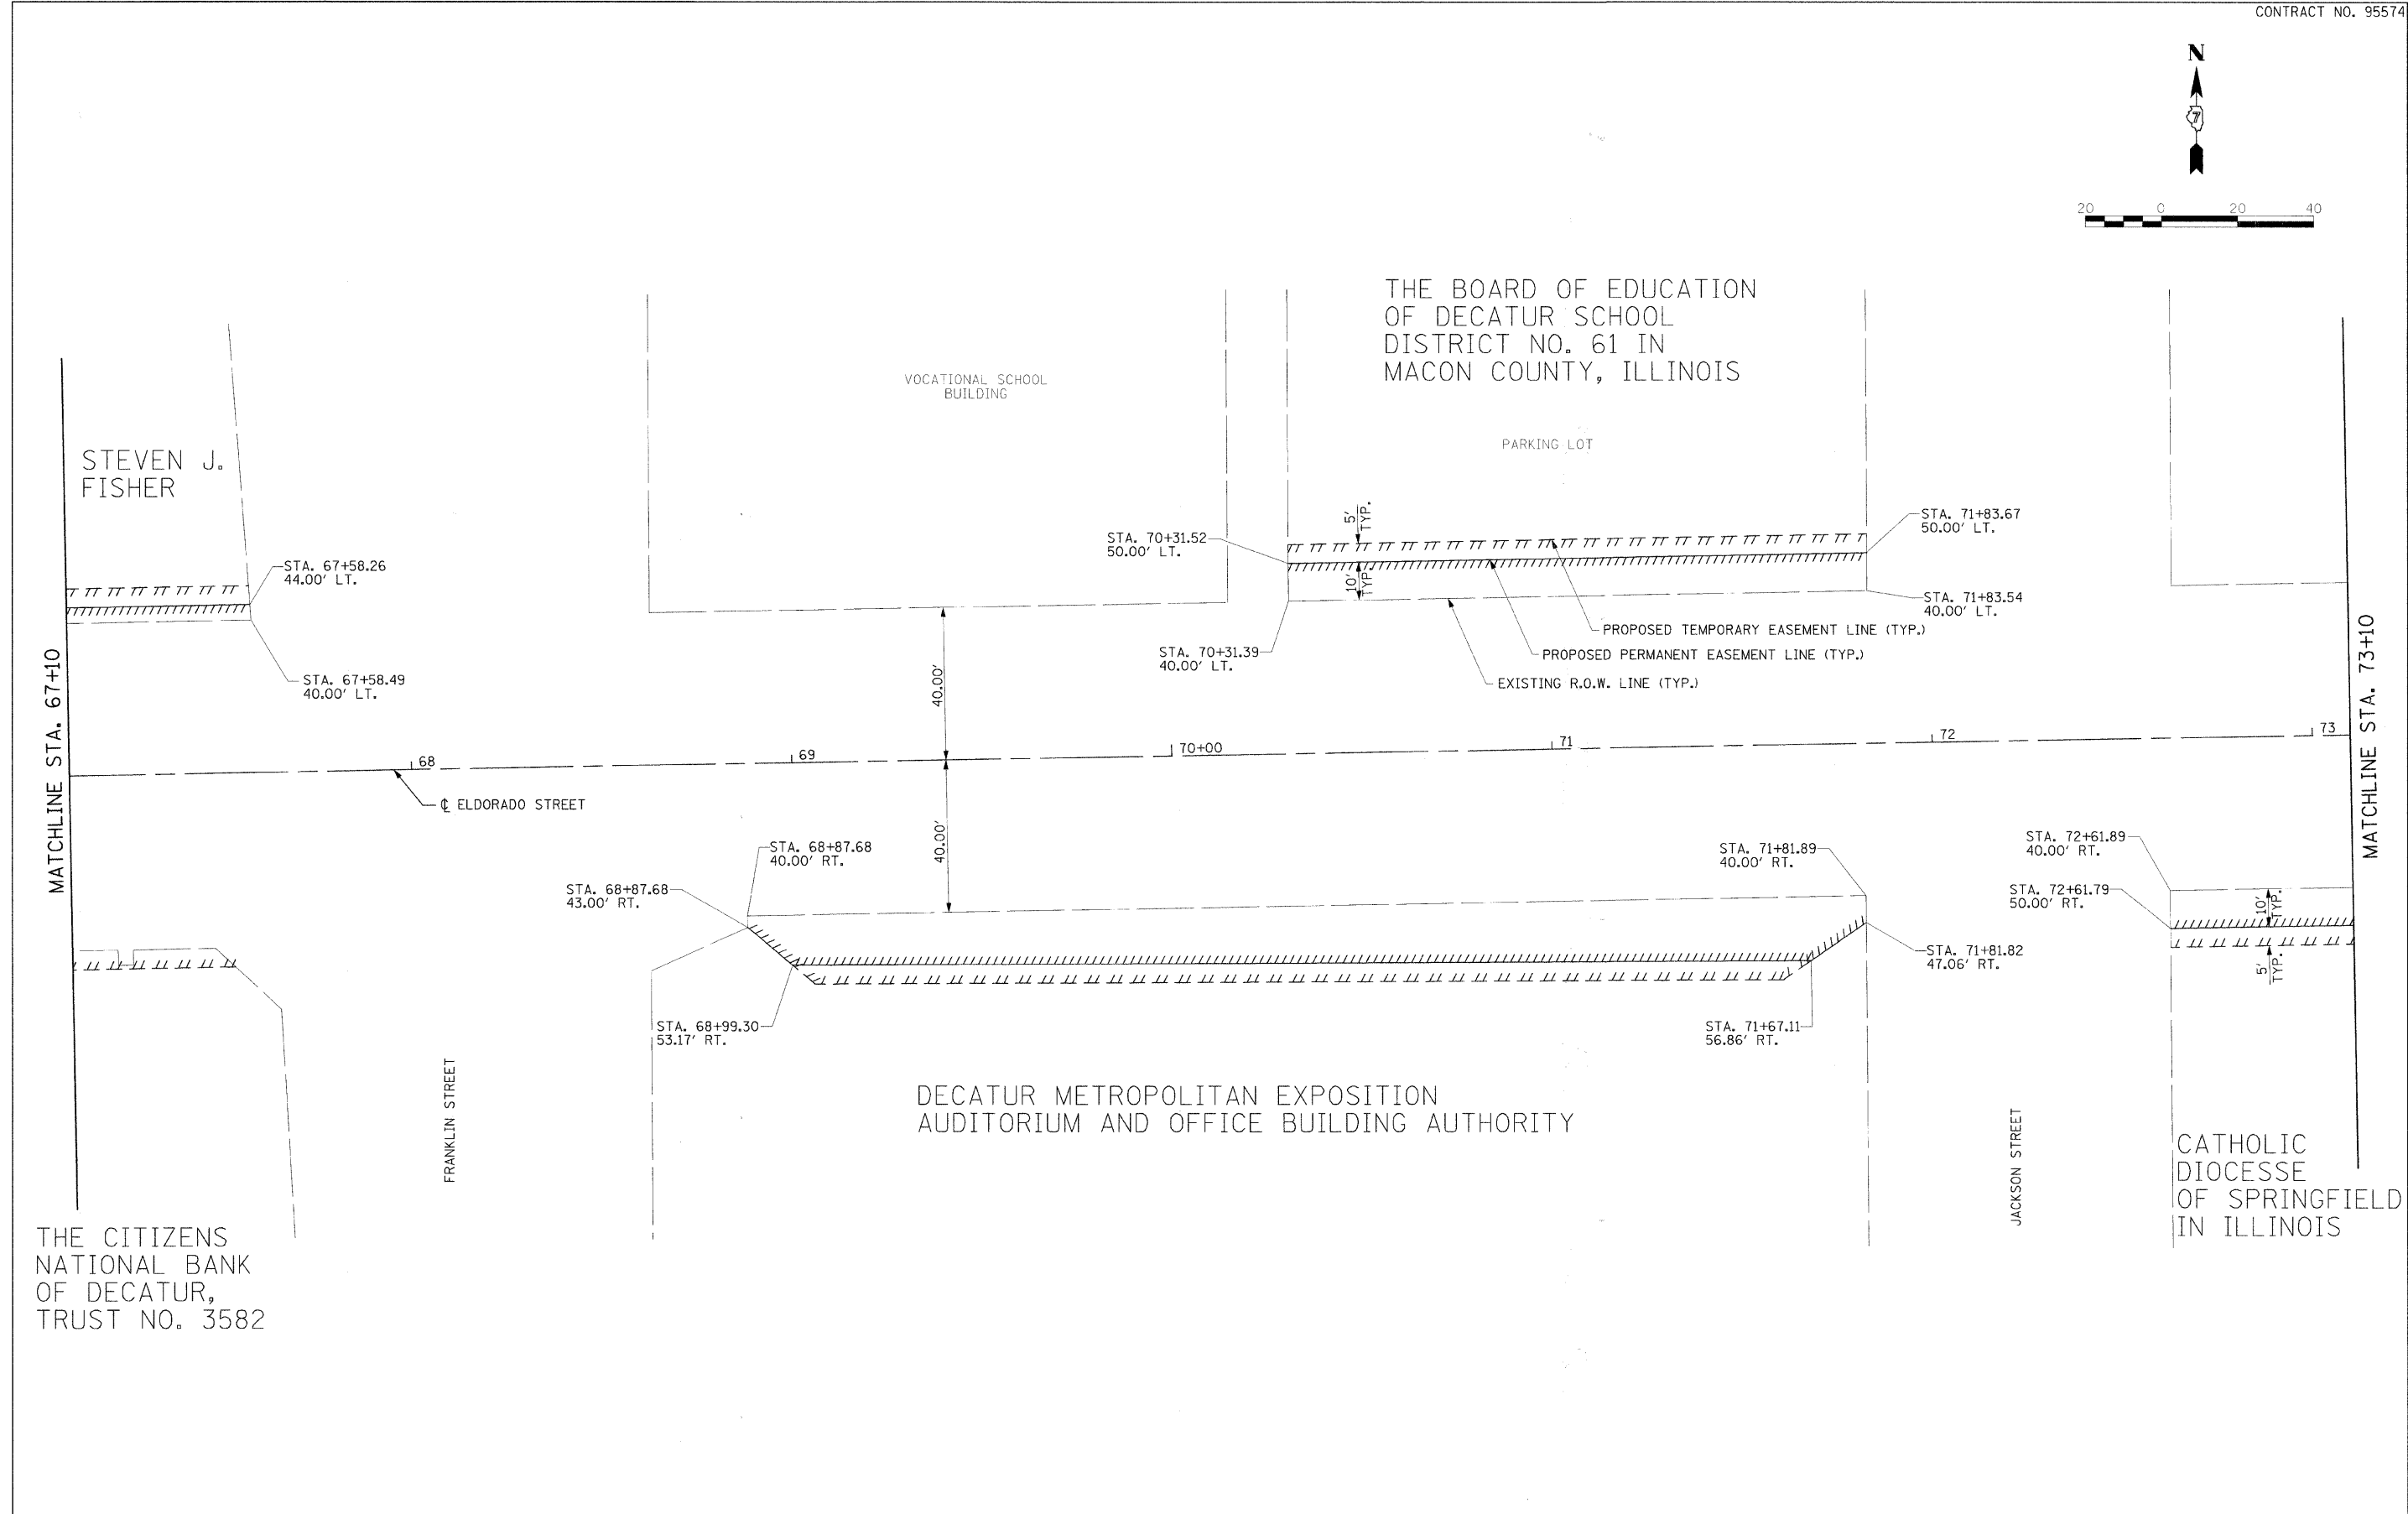 CONTRACT NO. 95574
N
7
20 0 20 40
THE BOARD OF EDUCATION
OF DECATUR SCHOOL
DISTRICT NO. 61 IN
MACON COUNTY, ILLINOIS
VOCATIONAL SCHOOL
BUILDING
PARKING LOT
STEVEN J.
FISHER
STA. 67+58.26
44.00' LT.
STA. 67+58.49
40.00' LT.
STA. 70+31.52
50.00' LT.
5'
TYP.
10'
TYP.
STA. 71+83.67
50.00' LT.
STA. 71+83.54
40.00' LT.
STA. 70+31.39
40.00' LT.
PROPOSED TEMPORARY EASEMENT LINE (TYP.)
PROPOSED PERMANENT EASEMENT LINE (TYP.)
EXISTING R.O.W. LINE (TYP.)
MATCHLINE STA. 67+10
MATCHLINE STA. 73+10
40.00'
68
69
70+00
71
72
73
℄ ELDORADO STREET
40.00'
STA. 68+87.68
40.00' RT.
STA. 68+87.68
43.00' RT.
STA. 71+81.89
40.00' RT.
STA. 72+61.89
40.00' RT.
STA. 72+61.79
50.00' RT.
10'
TYP.
5'
TYP.
STA. 71+81.82
47.06' RT.
STA. 68+99.30
53.17' RT.
STA. 71+67.11
56.86' RT.
FRANKLIN STREET
DECATUR METROPOLITAN EXPOSITION
AUDITORIUM AND OFFICE BUILDING AUTHORITY
JACKSON STREET
CATHOLIC
DIOCESSE
OF SPRINGFIELD
IN ILLINOIS
THE CITIZENS
NATIONAL BANK
OF DECATUR,
TRUST NO. 3582